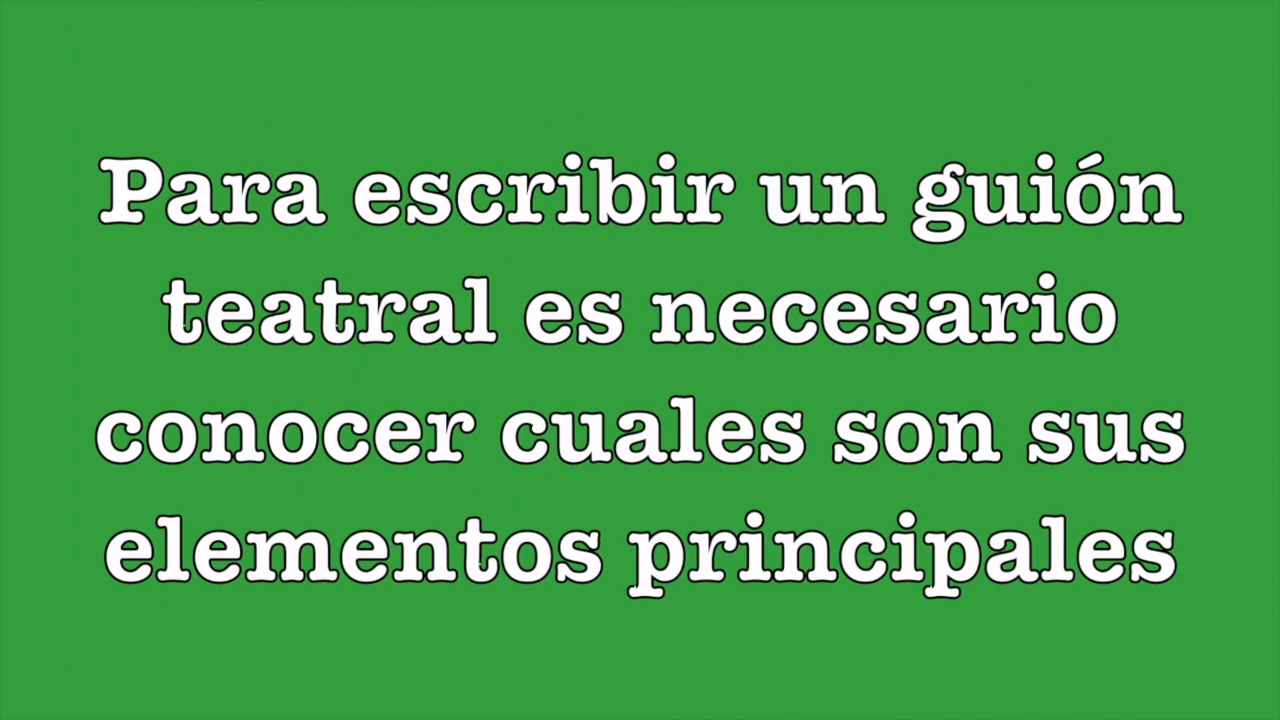 Para escribir un guión
teatral es necesario
conocer cuales son sus
elementos principales